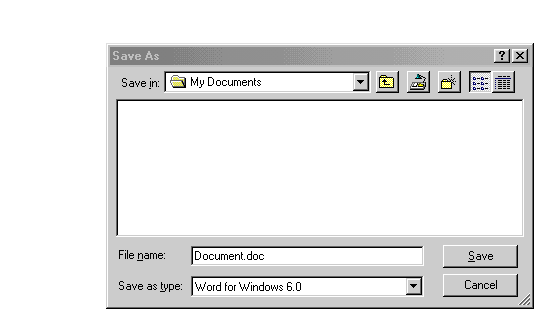 Save As
Save in: My Documents
File name: Document.doc Save
Save as type: Word for Windows 6.0 Cancel